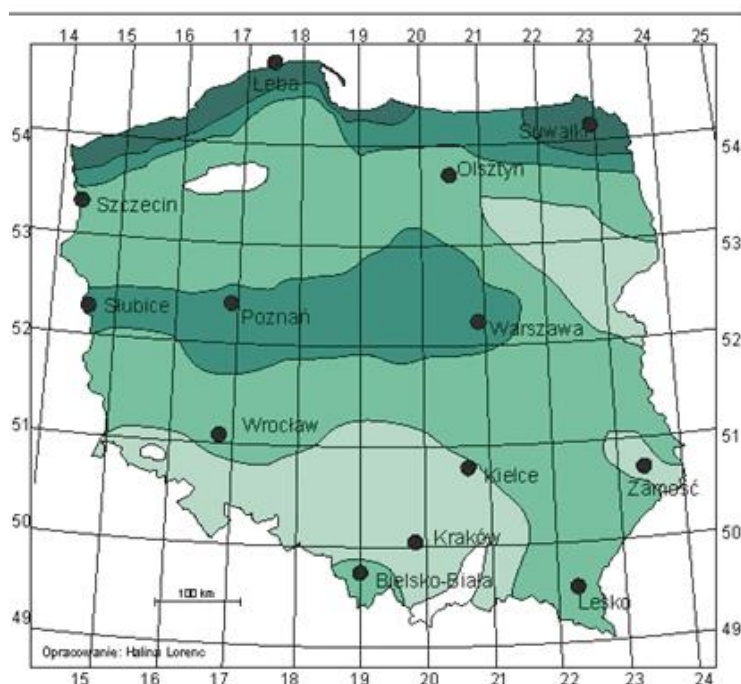 14 15 16 17 18 19 20 21 22 23 24 25
Łeba
54 Suwałki 54
Olsztyn
Szczecin
53 53
Słubice Poznań
52 Warszawa 52
51 Wrocław 51
Kielce
Zamość
50 Kraków 50
Bielsko-Biała
100 km Lesko
49 49
Opracowanie: Halina Lorenc
15 16 17 18 19 20 21 22 23 24